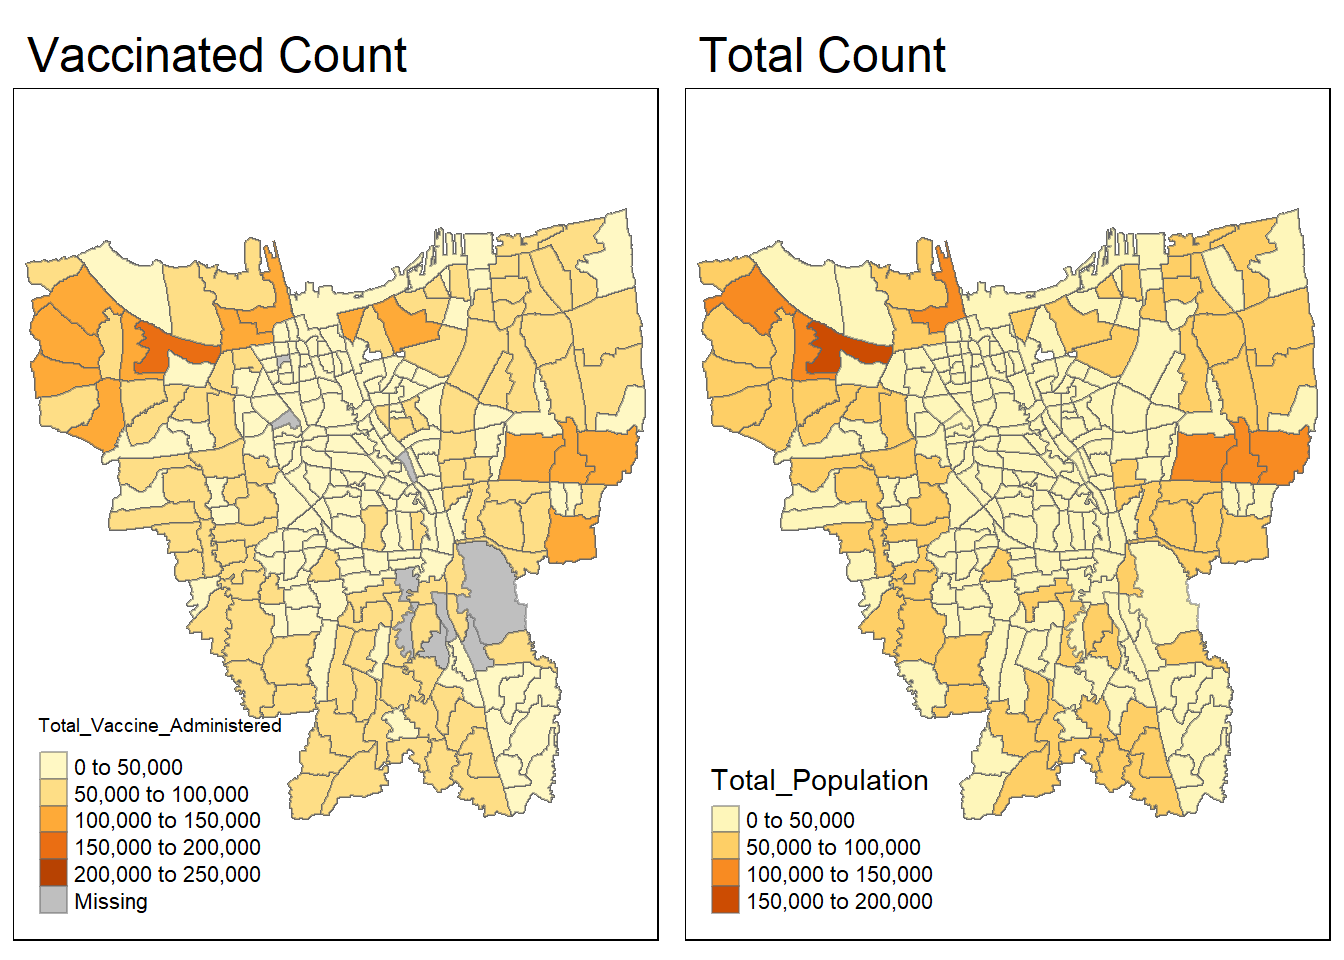 Vaccinated Count
Total_Vaccine_Administered
0 to 50,000
50,000 to 100,000
100,000 to 150,000
150,000 to 200,000
200,000 to 250,000
Missing
Total Count
Total_Population
0 to 50,000
50,000 to 100,000
100,000 to 150,000
150,000 to 200,000